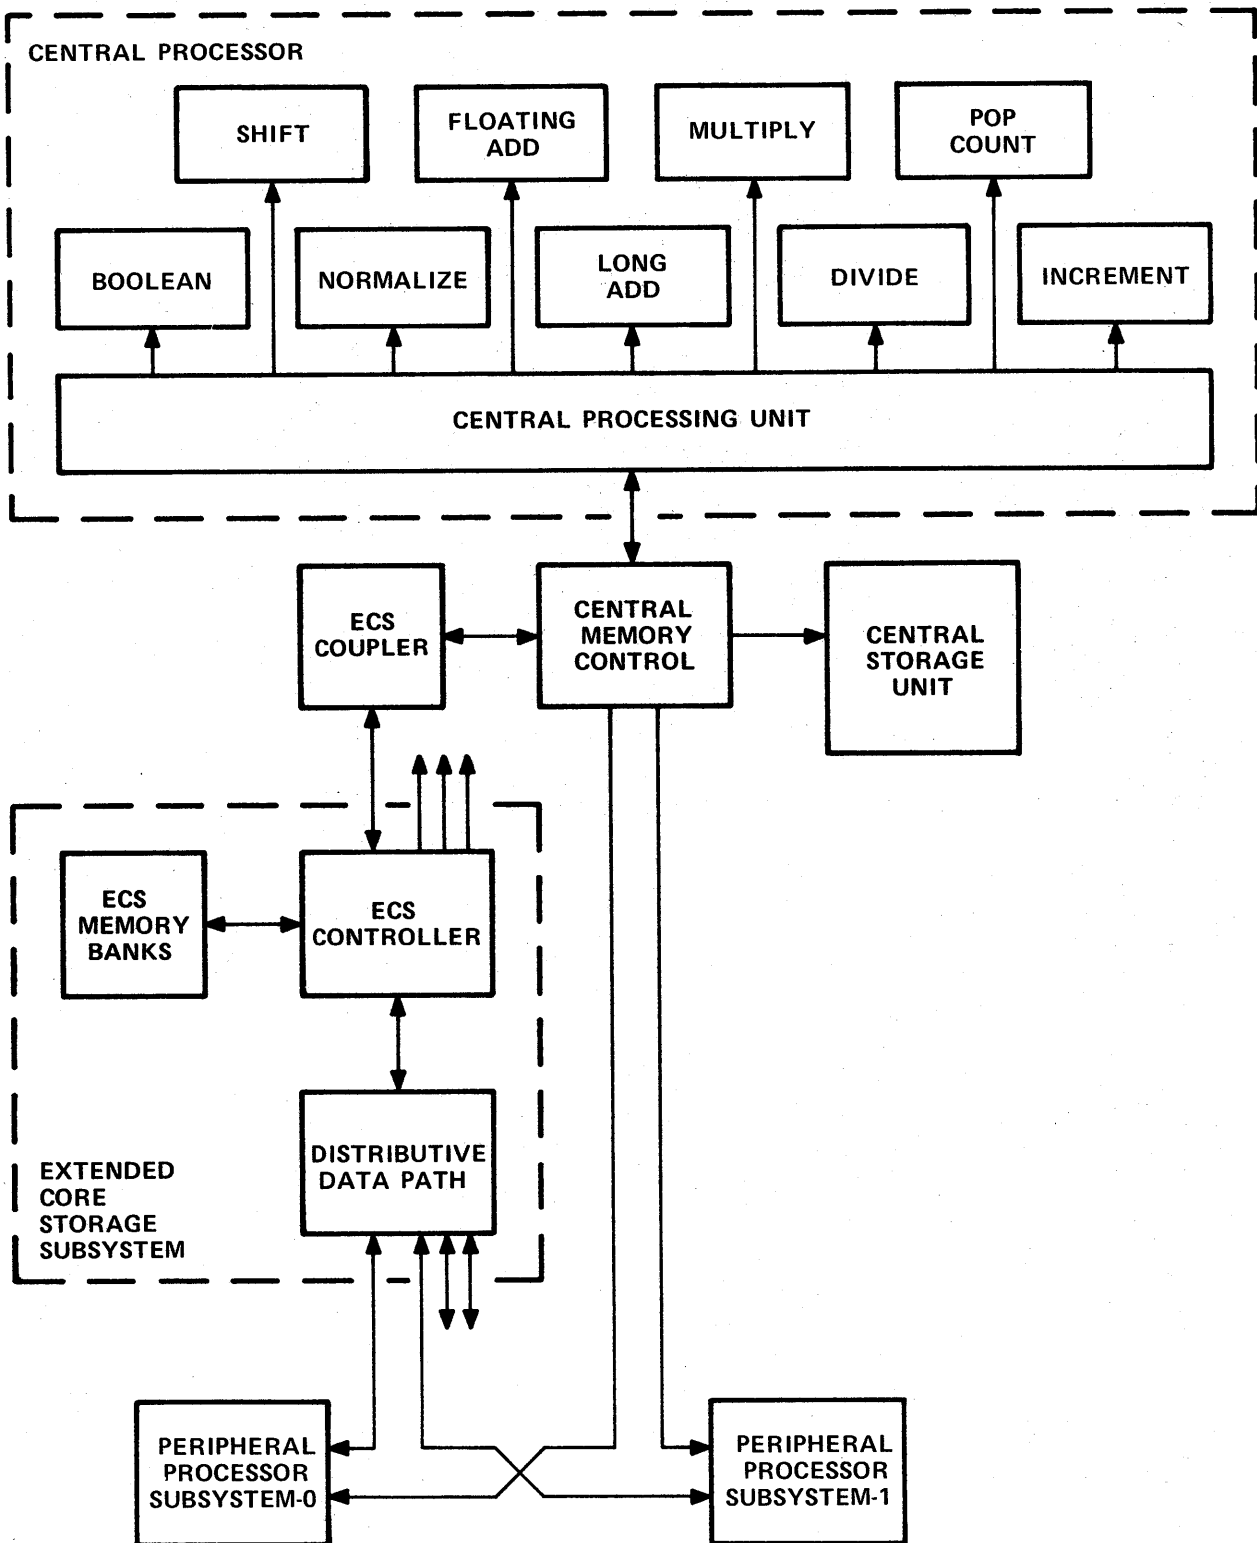 CENTRAL PROCESSOR
SHIFT
FLOATING
ADD
MULTIPLY
POP
COUNT
BOOLEAN
NORMALIZE
LONG
ADD
DIVIDE
INCREMENT
CENTRAL PROCESSING UNIT
ECS
COUPLER
CENTRAL
MEMORY
CONTROL
CENTRAL
STORAGE
UNIT
ECS
MEMORY
BANKS
ECS
CONTROLLER
DISTRIBUTIVE
DATA PATH
EXTENDED
CORE
STORAGE
SUBSYSTEM
PERIPHERAL
PROCESSOR
SUBSYSTEM-0
PERIPHERAL
PROCESSOR
SUBSYSTEM-1